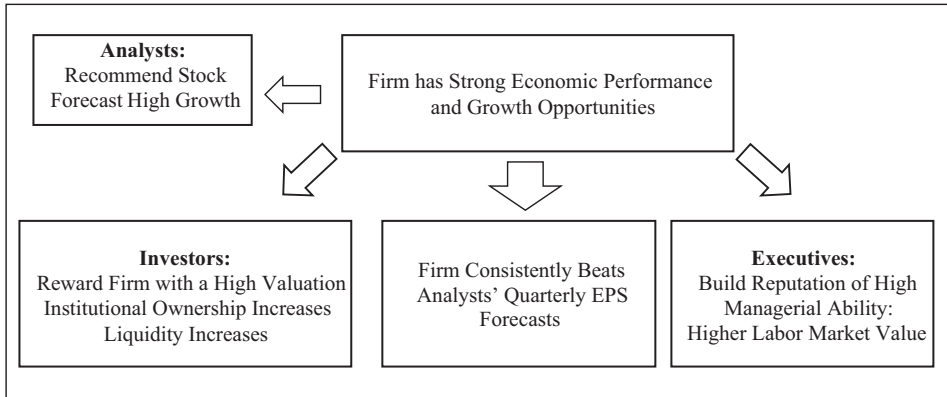 Analysts:
Recommend Stock
Forecast High Growth
Firm has Strong Economic Performance
and Growth Opportunities
Investors:
Reward Firm with a High Valuation
Institutional Ownership Increases
Liquidity Increases
Firm Consistently Beats
Analysts’ Quarterly EPS
Forecasts
Executives:
Build Reputation of High
Managerial Ability:
Higher Labor Market Value